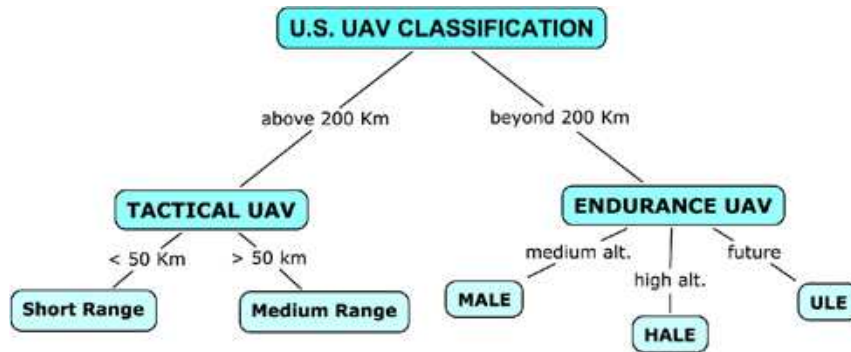 U.S. UAV CLASSIFICATION
above 200 Km
beyond 200 Km
TACTICAL UAV
ENDURANCE UAV
< 50 Km
> 50 km
medium alt.
high alt.
future
Short Range
Medium Range
MALE
HALE
ULE